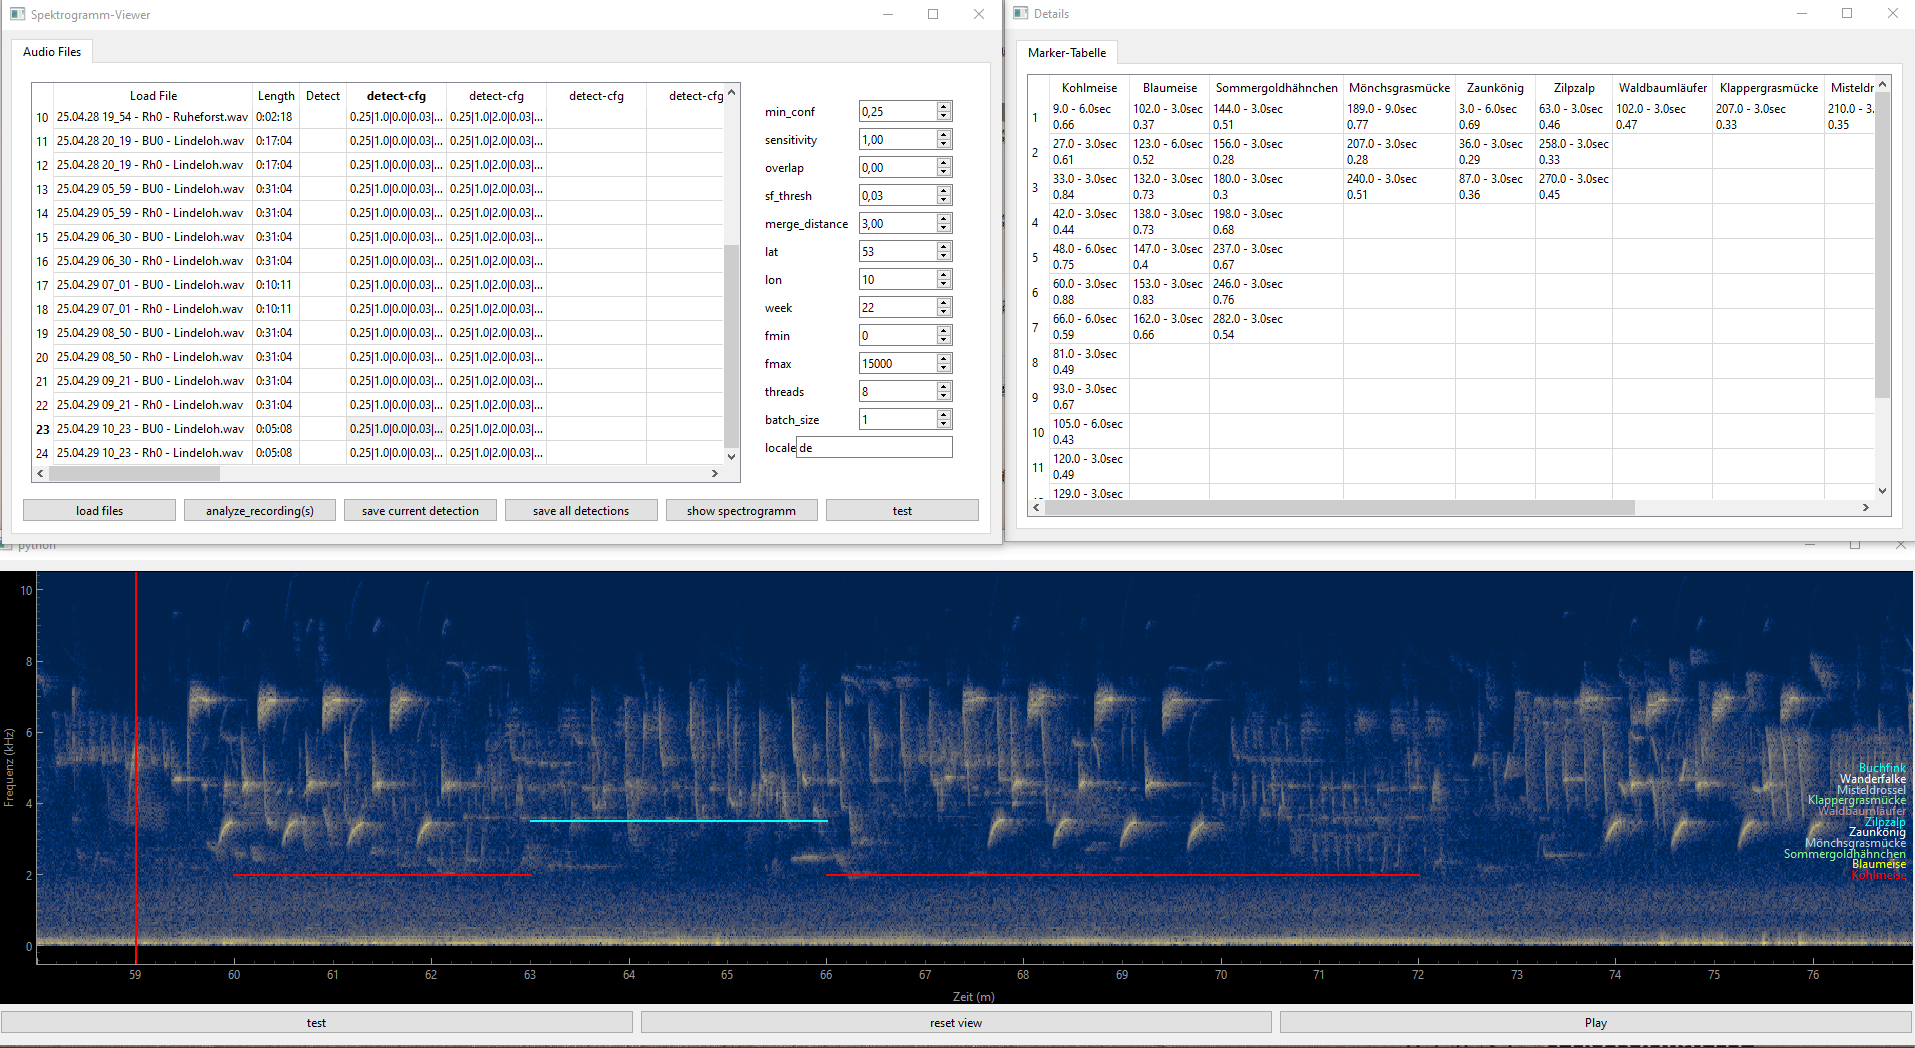 Spektrogramm-Viewer
Audio Files
Load File Length Detect detect-cfg detect-cfg detect-cfg detect-cfg
10 25.04.28 19_54 - Rh0 - Ruheforst.wav 0:02:18 0.25|1.0|0.0|0.03|... 0.25|1.0|2.0|0.03|...
11 25.04.28 20_19 - BU0 - Lindeloh.wav 0:17:04 0.25|1.0|0.0|0.03|... 0.25|1.0|2.0|0.03|...
12 25.04.28 20_19 - Rh0 - Lindeloh.wav 0:17:04 0.25|1.0|0.0|0.03|... 0.25|1.0|2.0|0.03|...
13 25.04.29 05_59 - BU0 - Lindeloh.wav 0:31:04 0.25|1.0|0.0|0.03|... 0.25|1.0|2.0|0.03|...
14 25.04.29 05_59 - Rh0 - Lindeloh.wav 0:31:04 0.25|1.0|0.0|0.03|... 0.25|1.0|2.0|0.03|...
15 25.04.29 06_30 - BU0 - Lindeloh.wav 0:31:04 0.25|1.0|0.0|0.03|... 0.25|1.0|2.0|0.03|...
16 25.04.29 06_30 - Rh0 - Lindeloh.wav 0:31:04 0.25|1.0|0.0|0.03|... 0.25|1.0|2.0|0.03|...
17 25.04.29 07_01 - BU0 - Lindeloh.wav 0:10:11 0.25|1.0|0.0|0.03|... 0.25|1.0|2.0|0.03|...
18 25.04.29 07_01 - Rh0 - Lindeloh.wav 0:10:11 0.25|1.0|0.0|0.03|... 0.25|1.0|2.0|0.03|...
19 25.04.29 08_50 - BU0 - Lindeloh.wav 0:31:04 0.25|1.0|0.0|0.03|... 0.25|1.0|2.0|0.03|...
20 25.04.29 08_50 - Rh0 - Lindeloh.wav 0:31:04 0.25|1.0|0.0|0.03|... 0.25|1.0|2.0|0.03|...
21 25.04.29 09_21 - BU0 - Lindeloh.wav 0:31:04 0.25|1.0|0.0|0.03|... 0.25|1.0|2.0|0.03|...
22 25.04.29 09_21 - Rh0 - Lindeloh.wav 0:31:04 0.25|1.0|0.0|0.03|... 0.25|1.0|2.0|0.03|...
23 25.04.29 10_23 - BU0 - Lindeloh.wav 0:05:08 0.25|1.0|0.0|0.03|... 0.25|1.0|2.0|0.03|...
24 25.04.29 10_23 - Rh0 - Lindeloh.wav 0:05:08 0.25|1.0|0.0|0.03|... 0.25|1.0|2.0|0.03|...
min_conf 0,25
sensitivity 1,00
overlap 0,00
sf_thresh 0,03
merge_distance 3,00
lat 53
lon 10
week 22
fmin 0
fmax 15000
threads 8
batch_size 1
locale de
load files analyze_recording(s) save current detection save all detections show spectrogramm test
Details
Marker-Tabelle
Kohlmeise Blaumeise Sommergoldhähnchen Mönchsgrasmücke Zaunkönig Zilpzalp Waldbaumläufer Klappergrasmücke Misteldr
1 9.0 - 6.0sec 102.0 - 3.0sec 144.0 - 3.0sec 189.0 - 9.0sec 3.0 - 6.0sec 63.0 - 3.0sec 102.0 - 3.0sec 207.0 - 3.0sec 210.0 - 3.
0.66 0.37 0.51 0.77 0.69 0.46 0.47 0.33 0.35
2 27.0 - 3.0sec 123.0 - 6.0sec 156.0 - 3.0sec 207.0 - 3.0sec 36.0 - 3.0sec 258.0 - 3.0sec
0.61 0.52 0.28 0.28 0.29 0.33
3 33.0 - 3.0sec 132.0 - 3.0sec 180.0 - 3.0sec 240.0 - 3.0sec 87.0 - 3.0sec 270.0 - 3.0sec
0.84 0.73 0.3 0.51 0.36 0.45
4 42.0 - 3.0sec 138.0 - 3.0sec 198.0 - 3.0sec
0.44 0.73 0.68
5 48.0 - 6.0sec 147.0 - 3.0sec 237.0 - 3.0sec
0.75 0.4 0.67
6 60.0 - 3.0sec 153.0 - 3.0sec 246.0 - 3.0sec
0.88 0.83 0.76
7 66.0 - 6.0sec 162.0 - 3.0sec 282.0 - 3.0sec
0.59 0.66 0.54
8 81.0 - 3.0sec
0.49
9 93.0 - 3.0sec
0.67
10 105.0 - 6.0sec
0.43
11 120.0 - 3.0sec
0.49
129.0 - 3.0sec
python
Frequenz (kHz)
10
8
6
4
2
0
Buchfink
Wanderfalke
Misteldrossel
Klappergrasmücke
Waldbaumläufer
Zilpzalp
Zaunkönig
Mönchsgrasmücke
Sommergoldhähnchen
Blaumeise
Kohlmeise
59 60 61 62 63 64 65 66 67 68 69 70 71 72 73 74 75 76
Zeit (m)
test reset view Play